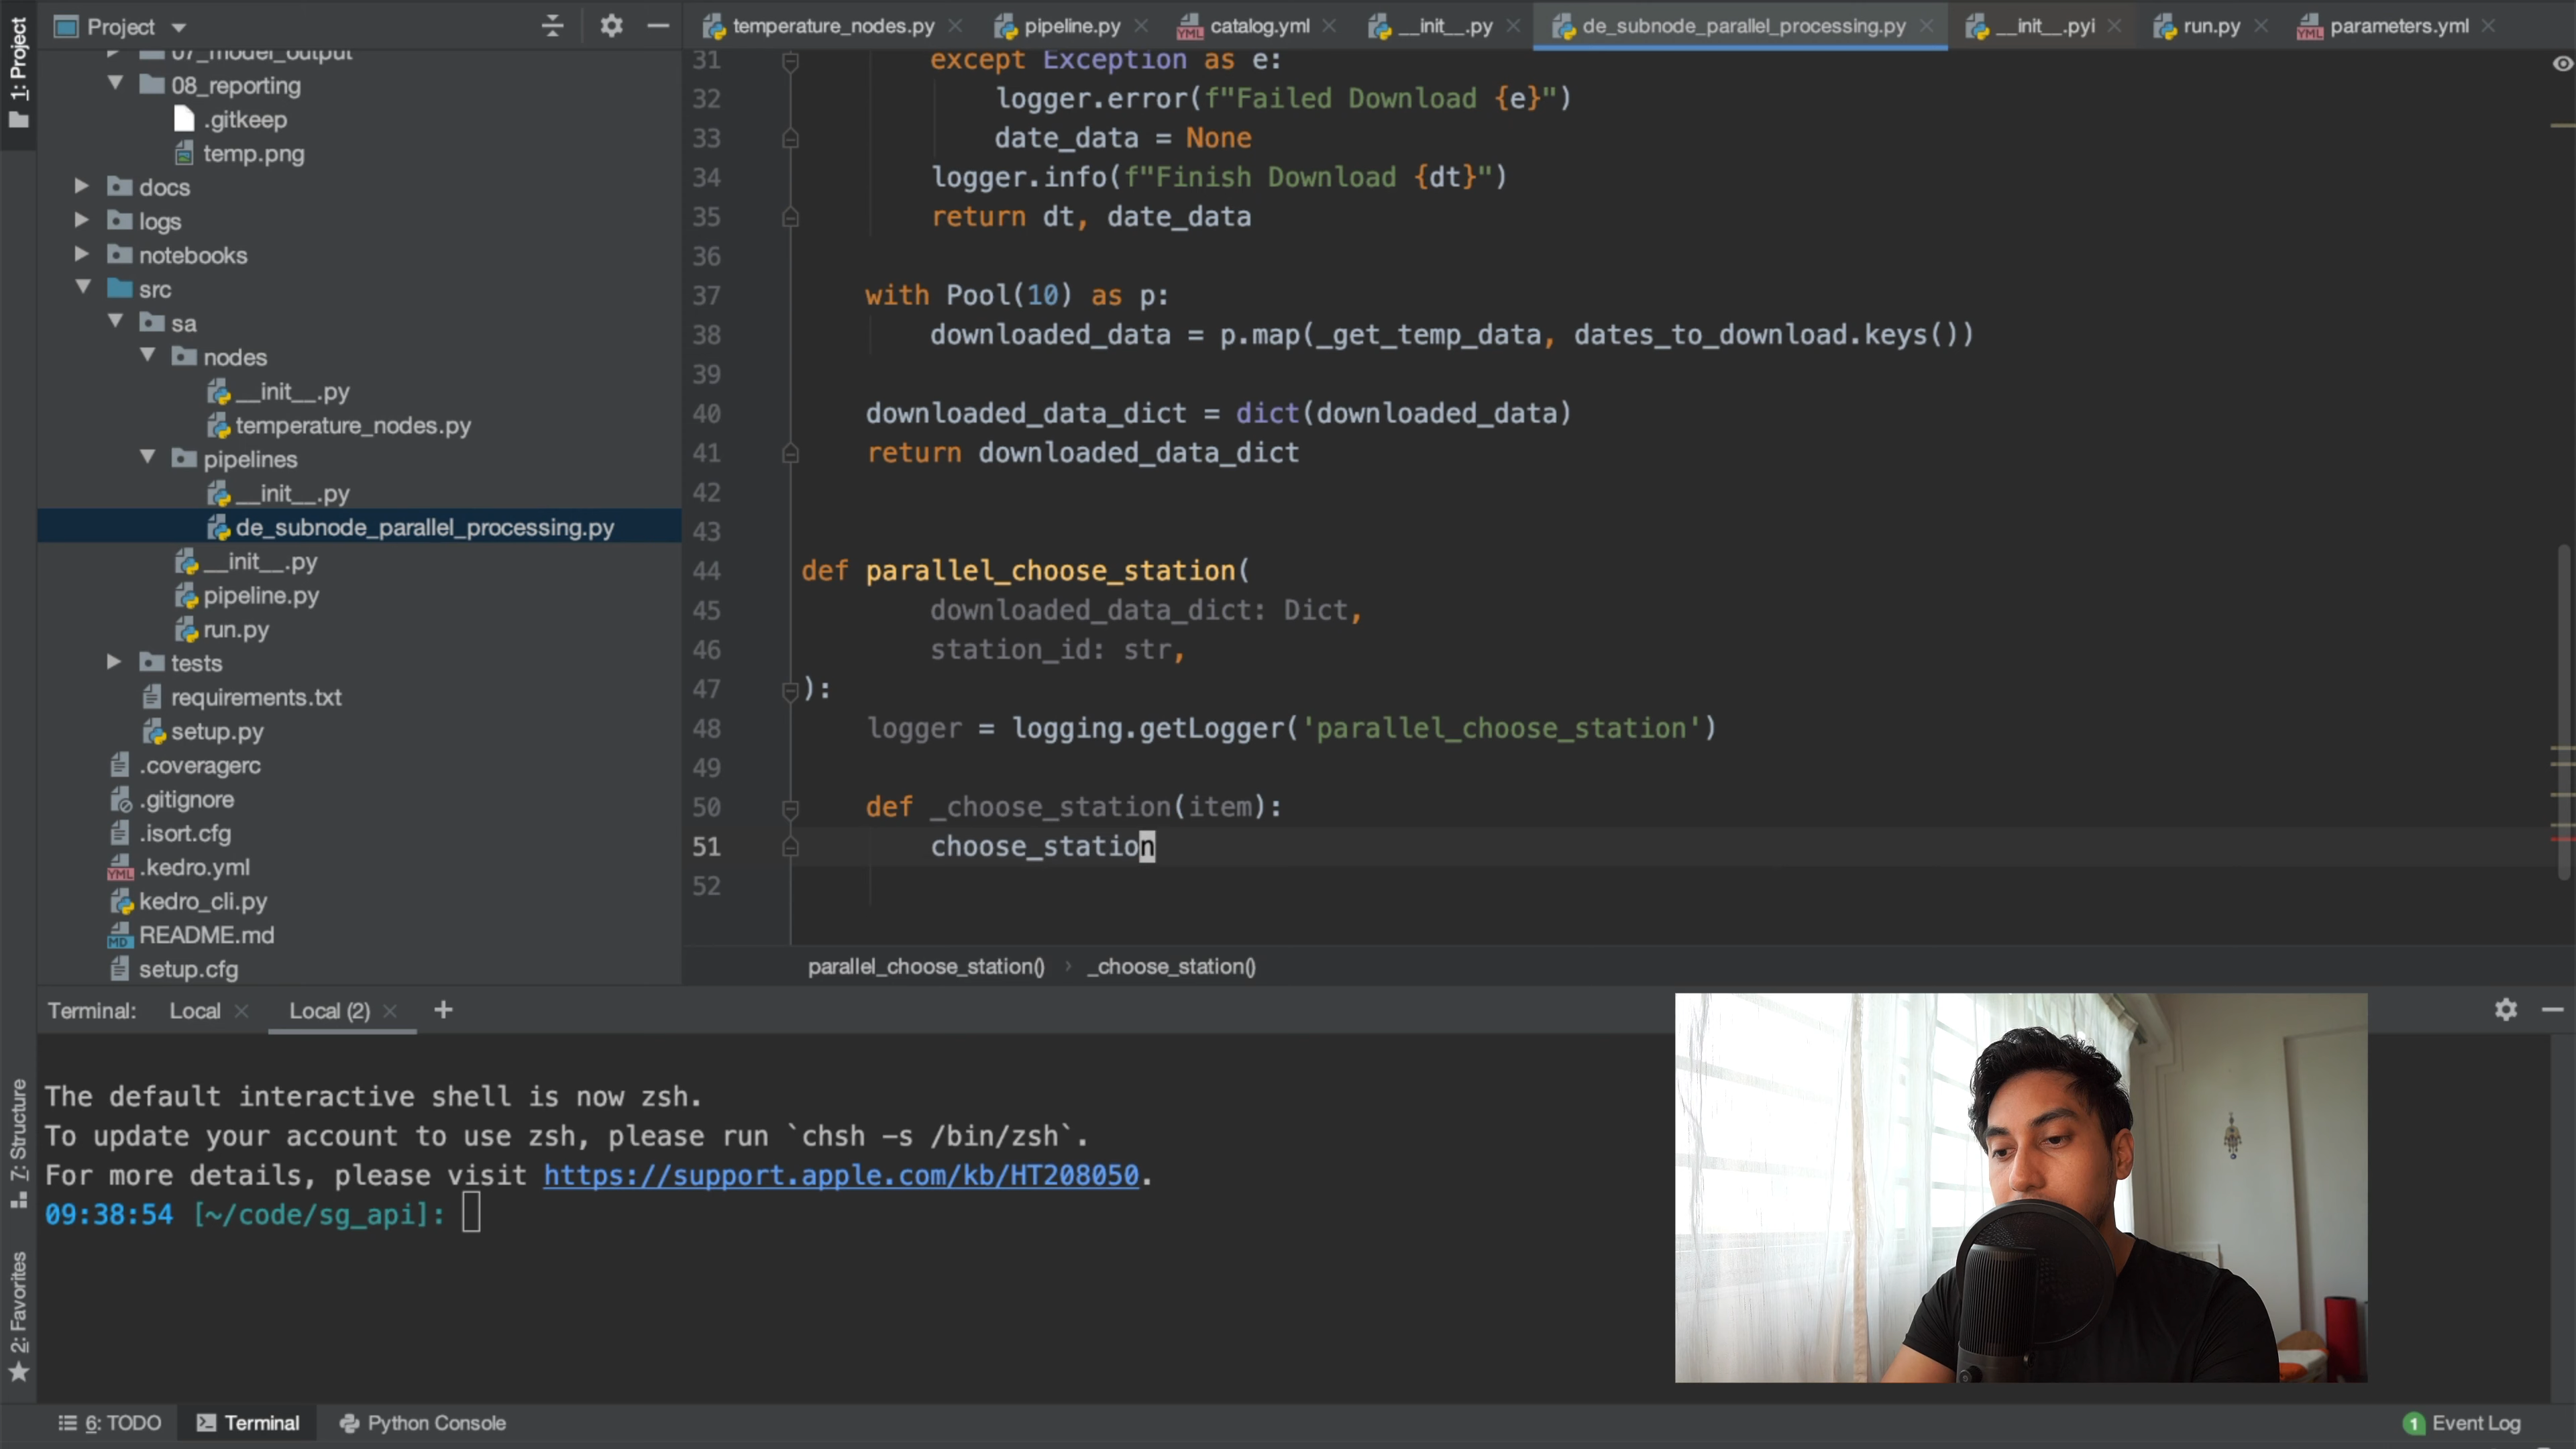 1: Project
Project
temperature_nodes.py
pipeline.py
catalog.yml
__init__.py
de_subnode_parallel_processing.py
__init__.pyi
run.py
parameters.yml
07_model_output
08_reporting
.gitkeep
temp.png
docs
logs
notebooks
src
sa
nodes
__init__.py
temperature_nodes.py
pipelines
__init__.py
de_subnode_parallel_processing.py
__init__.py
pipeline.py
run.py
tests
requirements.txt
setup.py
.coveragerc
.gitignore
.isort.cfg
.kedro.yml
kedro_cli.py
README.md
setup.cfg
31 except Exception as e:
32 logger.error(f"Failed Download {e}")
33 date_data = None
34 logger.info(f"Finish Download {dt}")
35 return dt, date_data
36
37 with Pool(10) as p:
38 downloaded_data = p.map(_get_temp_data, dates_to_download.keys())
39
40 downloaded_data_dict = dict(downloaded_data)
41 return downloaded_data_dict
42
43
44 def parallel_choose_station(
45 downloaded_data_dict: Dict,
46 station_id: str,
47 ):
48 logger = logging.getLogger('parallel_choose_station')
49
50 def _choose_station(item):
51 choose_station
52
parallel_choose_station() › _choose_station()
Terminal: Local Local (2) +
The default interactive shell is now zsh.
To update your account to use zsh, please run `chsh -s /bin/zsh`.
For more details, please visit https://support.apple.com/kb/HT208050.
09:38:54 [~/code/sg_api]:
7: Structure
2: Favorites
6: TODO
Terminal
Python Console
1 Event Log